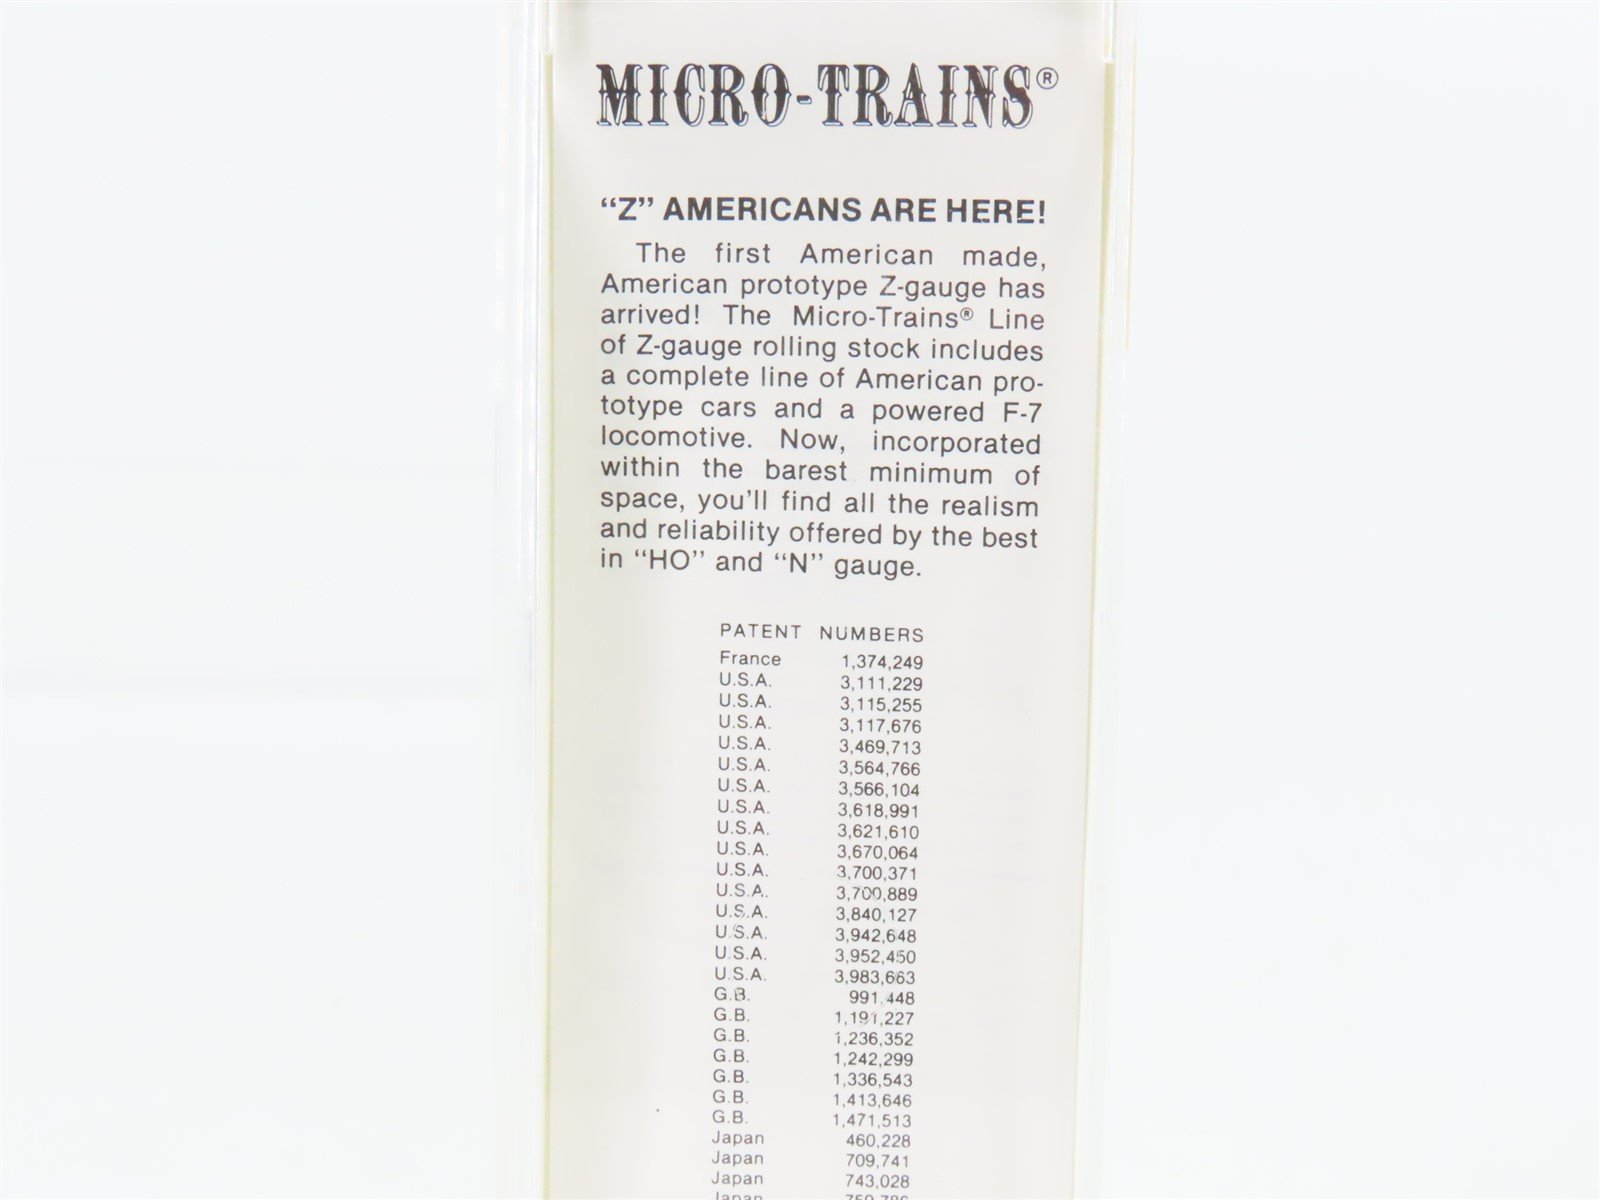 MICRO-TRAINS®
“Z” AMERICANS ARE HERE!
The first American made,
American prototype Z-gauge has
arrived! The Micro-Trains® Line
of Z-gauge rolling stock includes
a complete line of American pro-
totype cars and a powered F-7
locomotive. Now, incorporated
within the barest minimum of
space, you’ll find all the realism
and reliability offered by the best
in “HO” and “N” gauge.
PATENT NUMBERS
France 1,374,249
U.S.A. 3,111,229
U.S.A. 3,115,255
U.S.A. 3,117,676
U.S.A. 3,469,713
U.S.A. 3,564,766
U.S.A. 3,566,104
U.S.A. 3,618,991
U.S.A. 3,621,610
U.S.A. 3,670,064
U.S.A. 3,700,371
U.S.A. 3,700,889
U.S.A. 3,840,127
U.S.A. 3,942,648
U.S.A. 3,952,450
U.S.A. 3,983,663
G.B. 991,448
G.B. 1,191,227
G.B. 1,236,352
G.B. 1,242,299
G.B. 1,336,543
G.B. 1,413,646
G.B. 1,471,513
Japan 460,228
Japan 709,741
Japan 743,028
Japan